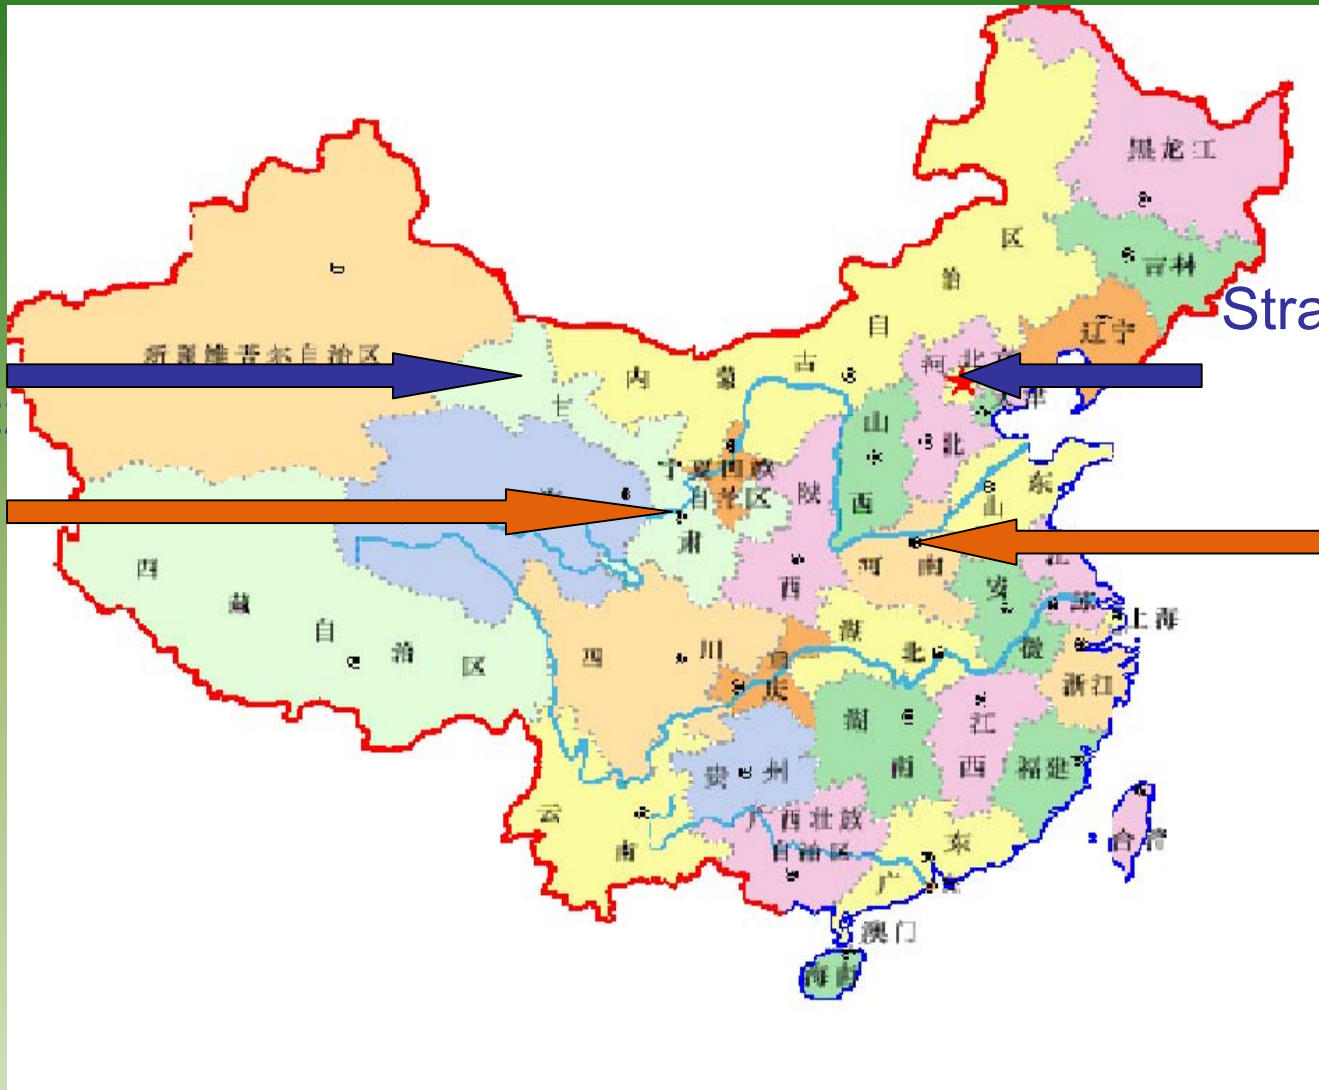 黑龙江
吉林
辽宁
Stra
内蒙古自治区
新疆维吾尔自治区
河北
北
天津
山西
宁夏回族
自治区
陕西
山东
肃
河南
西藏自治区
四川
庆
湖北
安徽
江
上海
浙江
湖南
江西
福建
贵州
云南
广西壮族
自治区
广东
台湾
澳门
海南